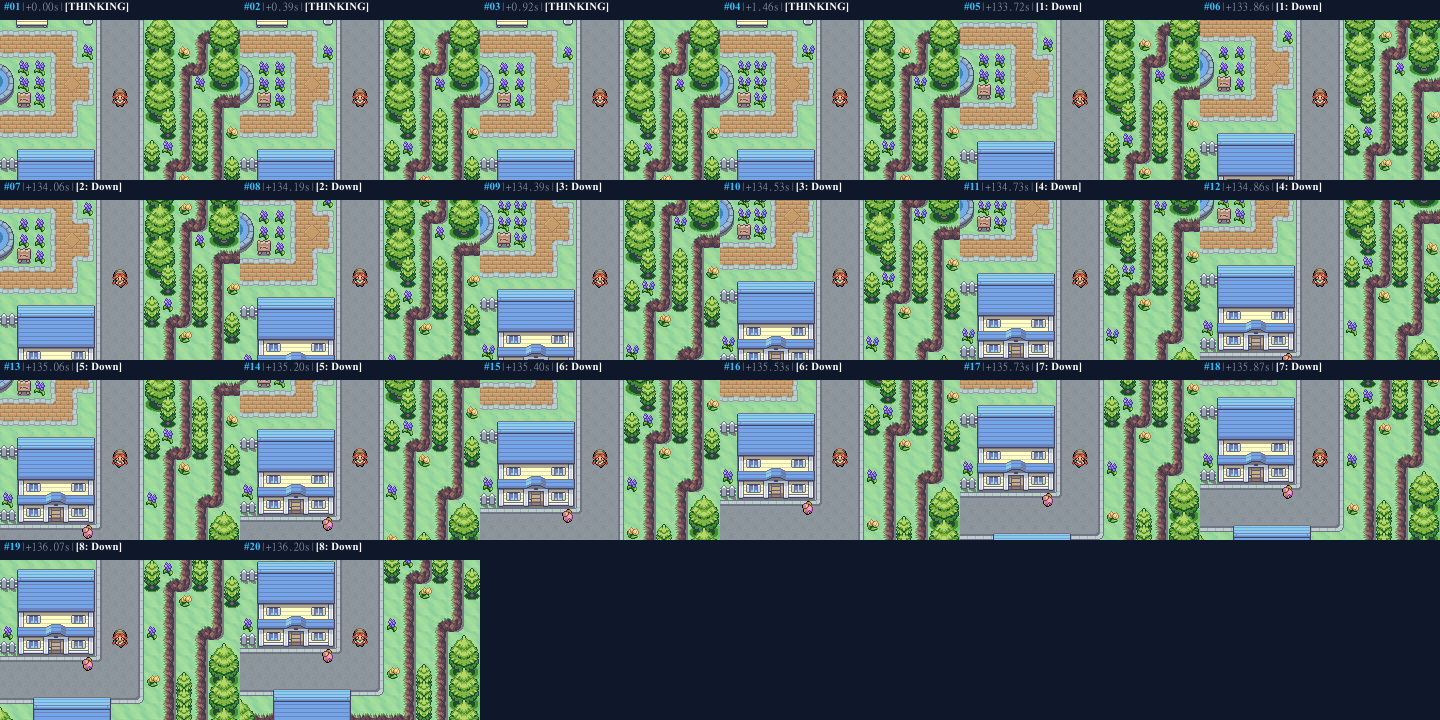 #01 | +0.00s | [THINKING]
#02 | +0.39s | [THINKING]
#03 | +0.92s | [THINKING]
#04 | +1.46s | [THINKING]
#05 | +133.72s | [1: Down]
#06 | +133.86s | [1: Down]
#07 | +134.06s | [2: Down]
#08 | +134.19s | [2: Down]
#09 | +134.39s | [3: Down]
#10 | +134.53s | [3: Down]
#11 | +134.73s | [4: Down]
#12 | +134.86s | [4: Down]
#13 | +135.06s | [5: Down]
#14 | +135.20s | [5: Down]
#15 | +135.40s | [6: Down]
#16 | +135.53s | [6: Down]
#17 | +135.73s | [7: Down]
#18 | +135.87s | [7: Down]
#19 | +136.07s | [8: Down]
#20 | +136.20s | [8: Down]